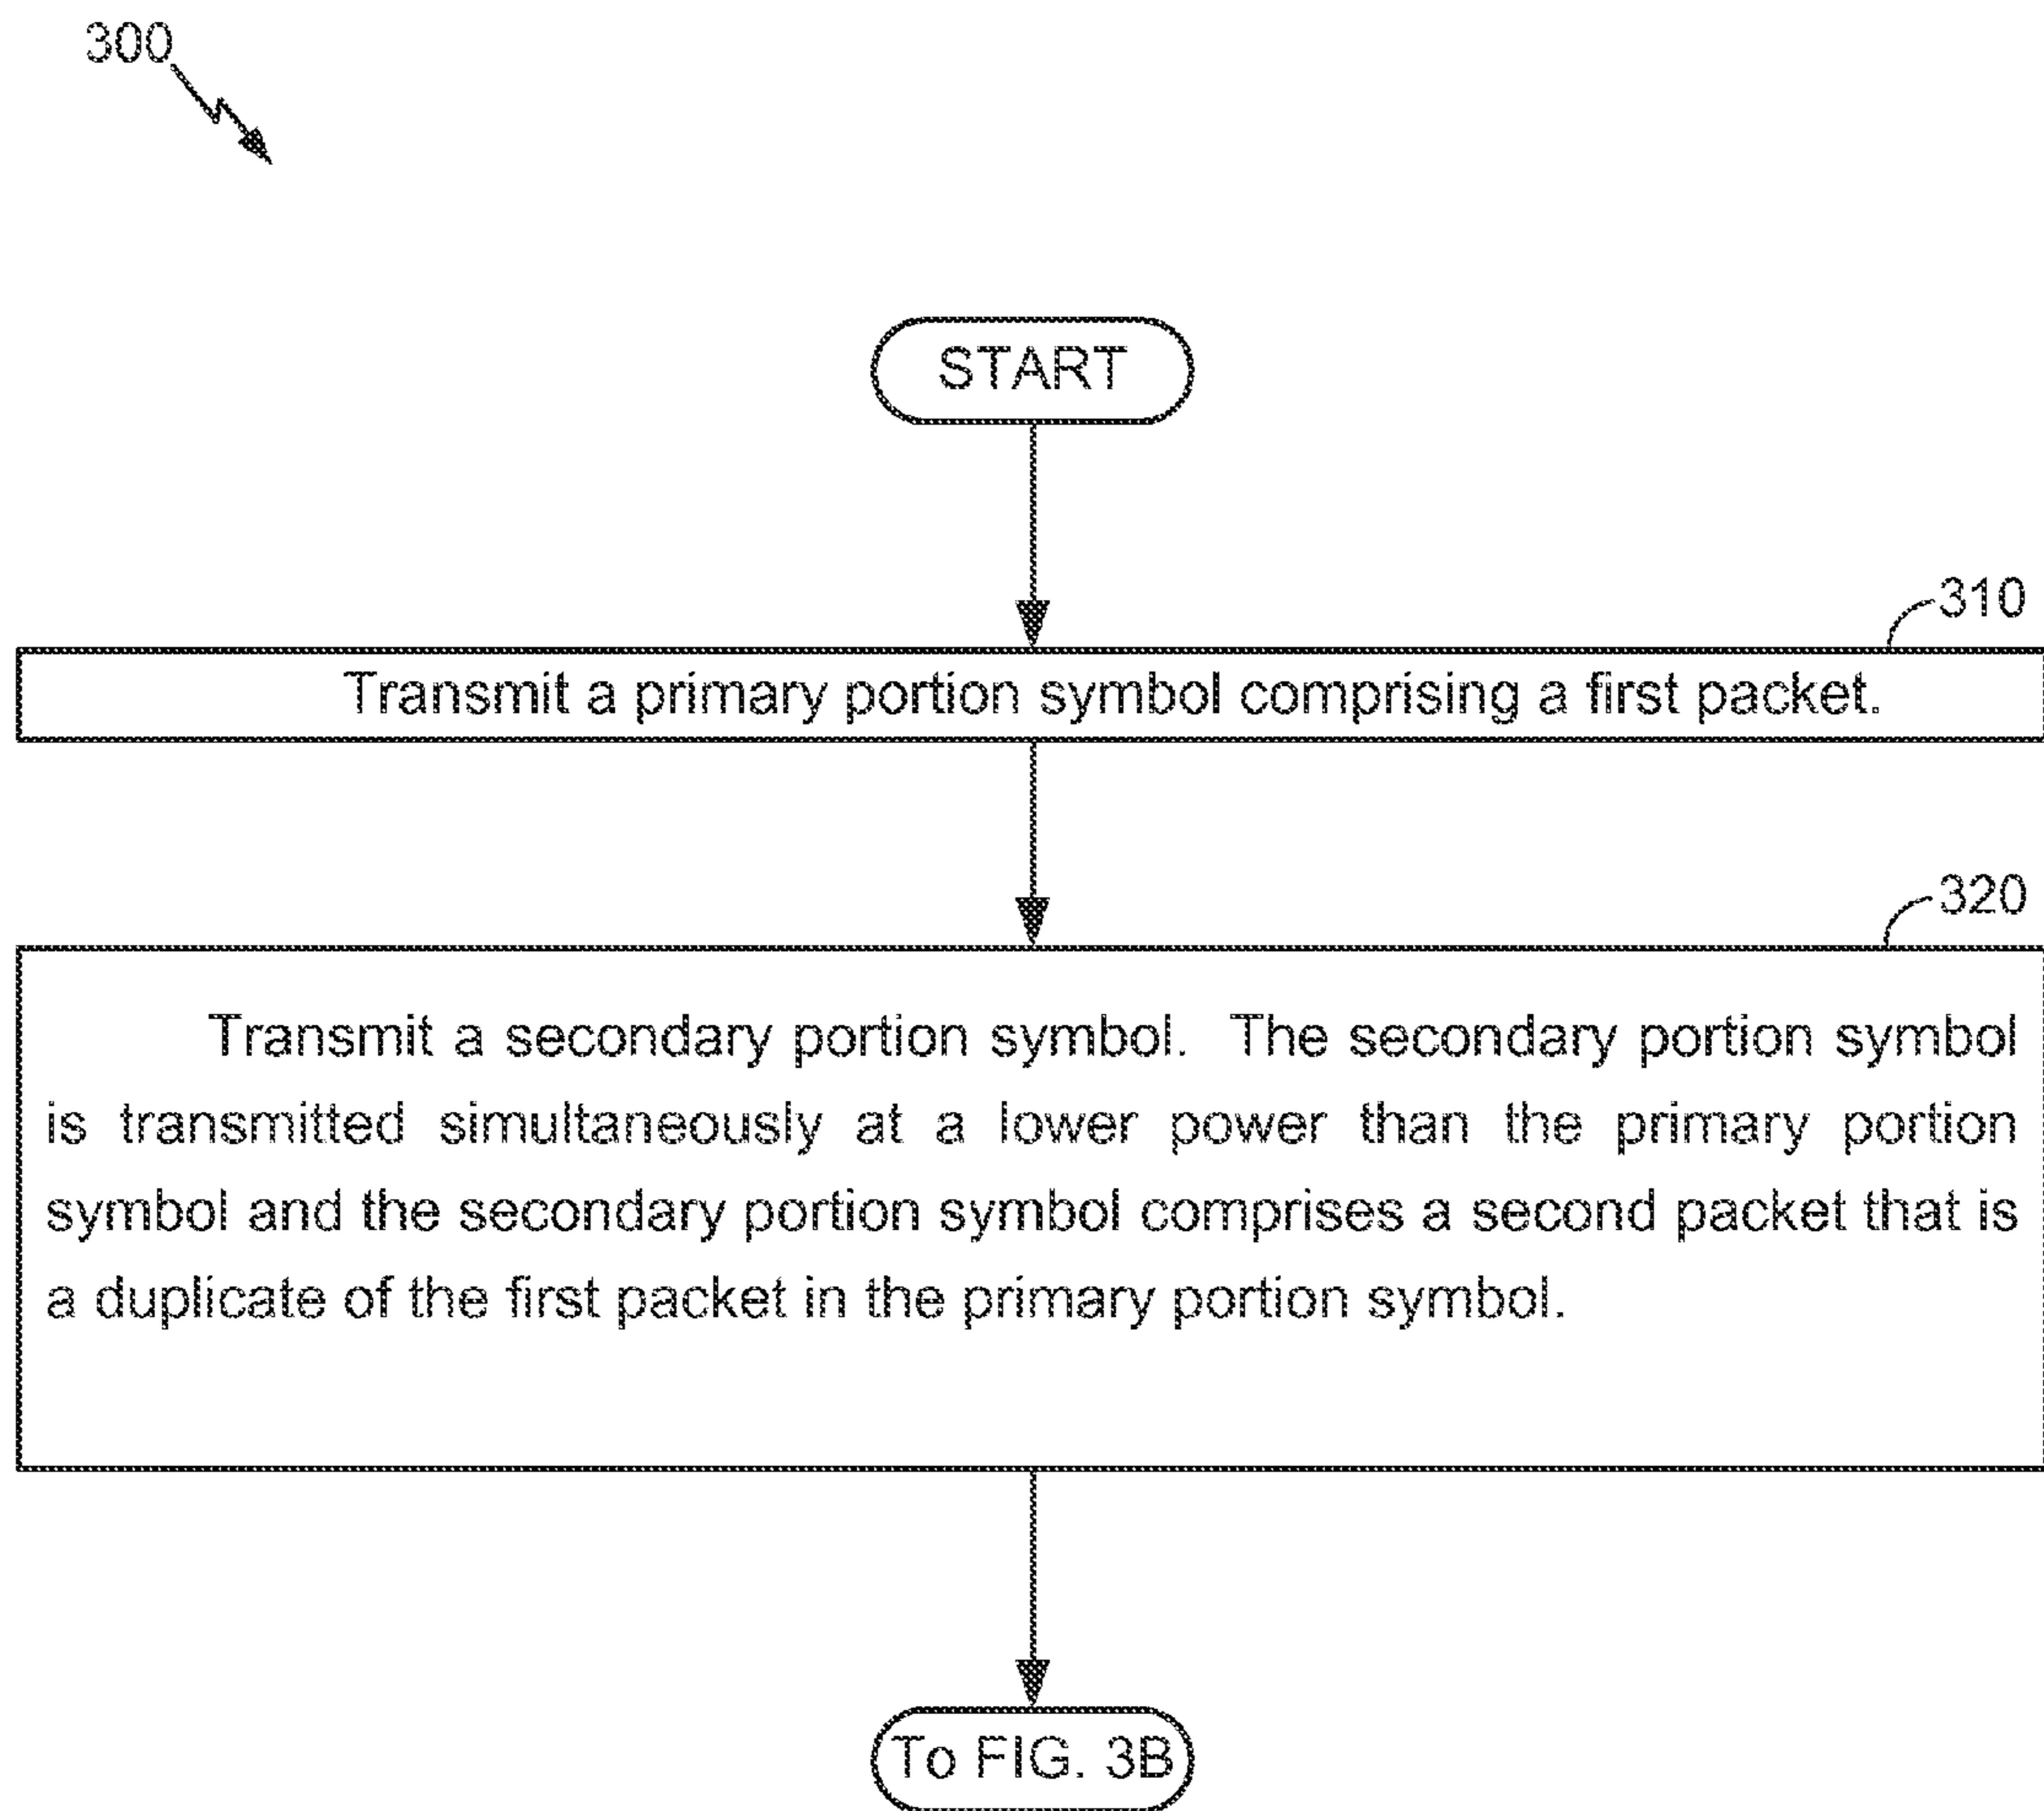 300
START
310
Transmit a primary portion symbol comprising a first packet.
320
Transmit a secondary portion symbol. The secondary portion symbol
is transmitted simultaneously at a lower power than the primary portion
symbol and the secondary portion symbol comprises a second packet that is
a duplicate of the first packet in the primary portion symbol.
To FIG. 3B